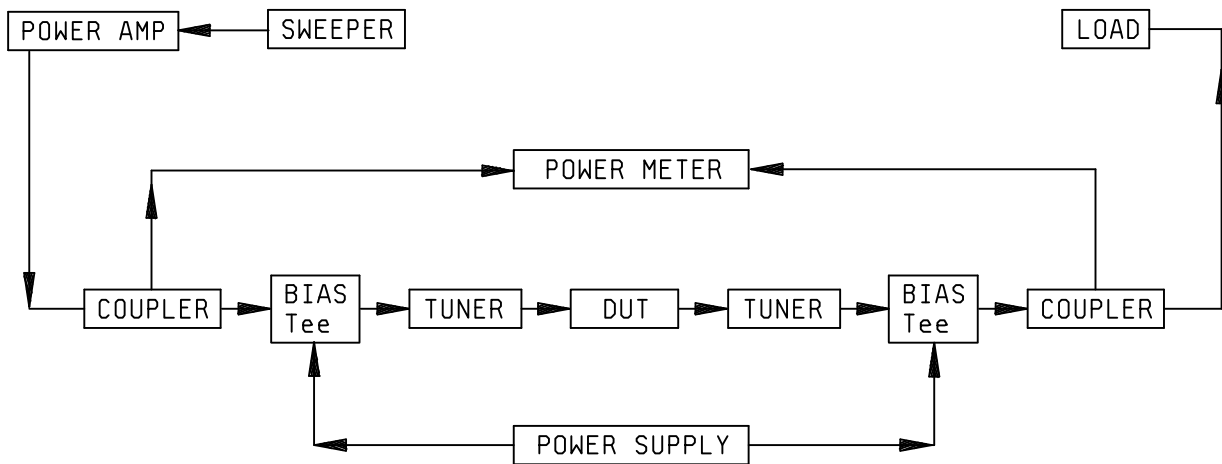 POWER AMP
SWEEPER
LOAD
POWER METER
COUPLER
BIAS
Tee
TUNER
DUT
TUNER
BIAS
Tee
COUPLER
POWER SUPPLY